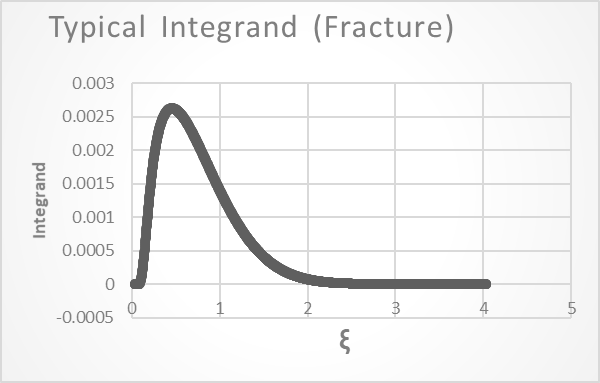 Typical Integrand (Fracture)
0.003
0.0025
0.002
0.0015
0.001
0.0005
0
-0.0005
Integrand
0 1 2 3 4 5
ξ